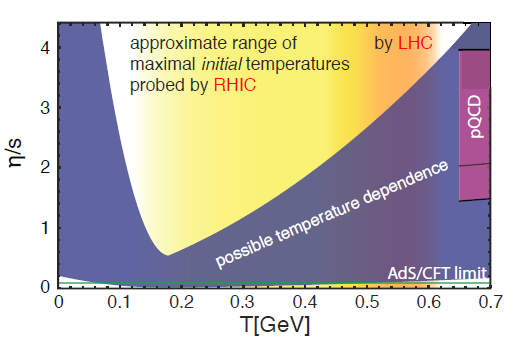 approximate range of by LHC
maximal initial temperatures
probed by RHIC
4
3
2
1
0
η/s
pQCD
possible temperature dependence
AdS/CFT limit
0 0.1 0.2 0.3 0.4 0.5 0.6 0.7
T[GeV]